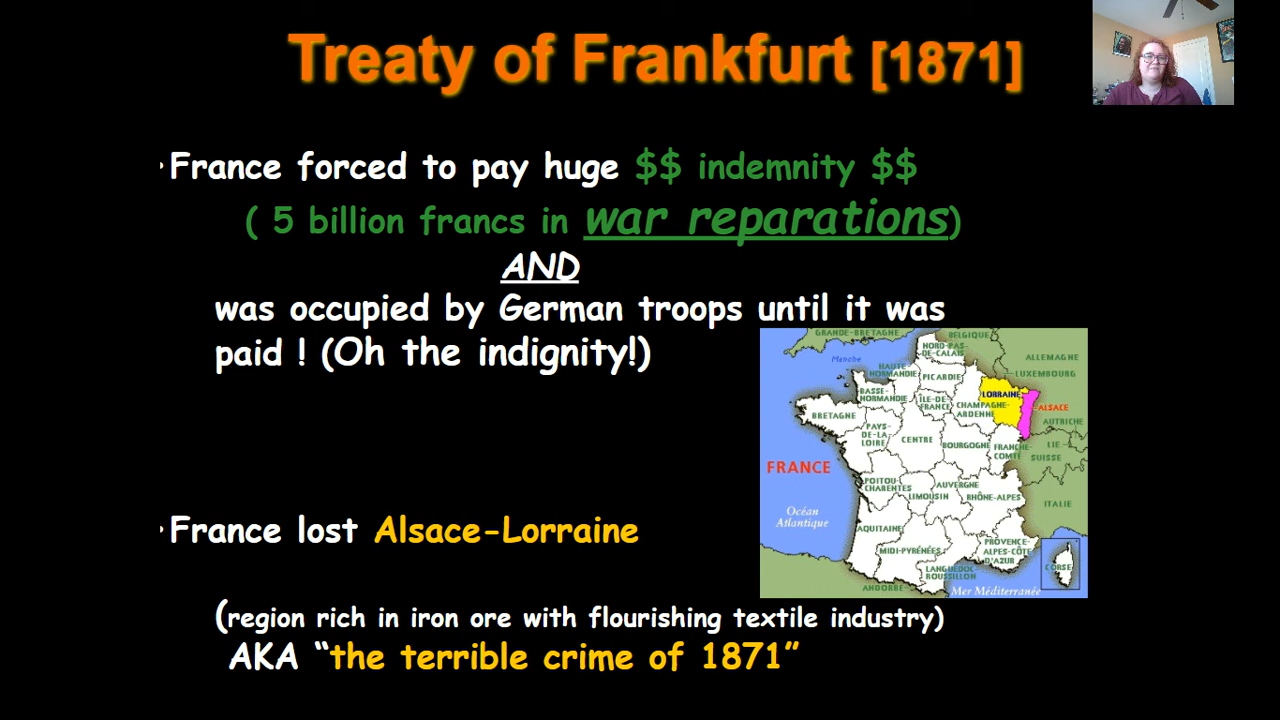 Treaty of Frankfurt [1871]
·France forced to pay huge $$ indemnity $$
( 5 billion francs in war reparations)
AND
was occupied by German troops until it was
paid ! (Oh the indignity!)
GRANDE-BRETAGNE
BELGIQUE
Manche
NORD-PAS-
DE-CALAIS
ALLEMAGNE
HAUTE
NORMANDIE
PICARDIE
LUXEMBOURG
BASSE-
NORMANDIE
ÎLE-DE-
FRANCE
CHAMPAGNE-
ARDENNE
LORRAINE
ALSACE
BRETAGNE
AUTRICHE
PAYS-
DE-LA-
LOIRE
CENTRE
BOURGOGNE
FRANCHE-
COMTÉ
LIE
SUISSE
FRANCE
POITOU-
CHARENTES
LIMOUSIN
AUVERGNE
RHÔNE-ALPES
ITALIE
Océan
Atlantique
AQUITAINE
MIDI-PYRÉNÉES
LANGUEDOC-
ROUSSILLON
PROVENCE-
ALPES-CÔTE
D'AZUR
CORSE
ANDORRE
Mer Méditerranée
·France lost Alsace-Lorraine
(region rich in iron ore with flourishing textile industry)
AKA “the terrible crime of 1871”